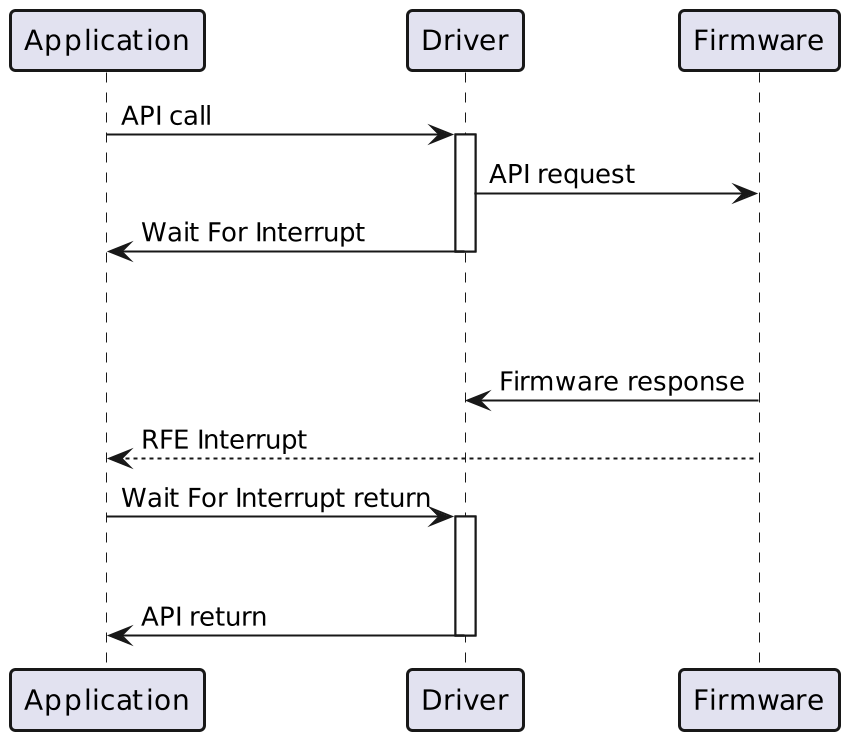 Application
Driver
Firmware
API call
API request
Wait For Interrupt
Firmware response
RFE Interrupt
Wait For Interrupt return
API return
Application
Driver
Firmware